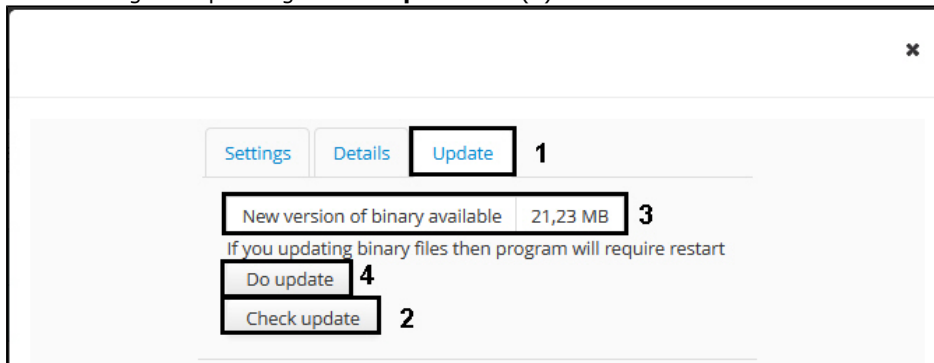 ✖
Settings Details Update 1
New version of binary available 21,23 MB 3
If you updating binary files then program will require restart
Do update 4
Check update 2